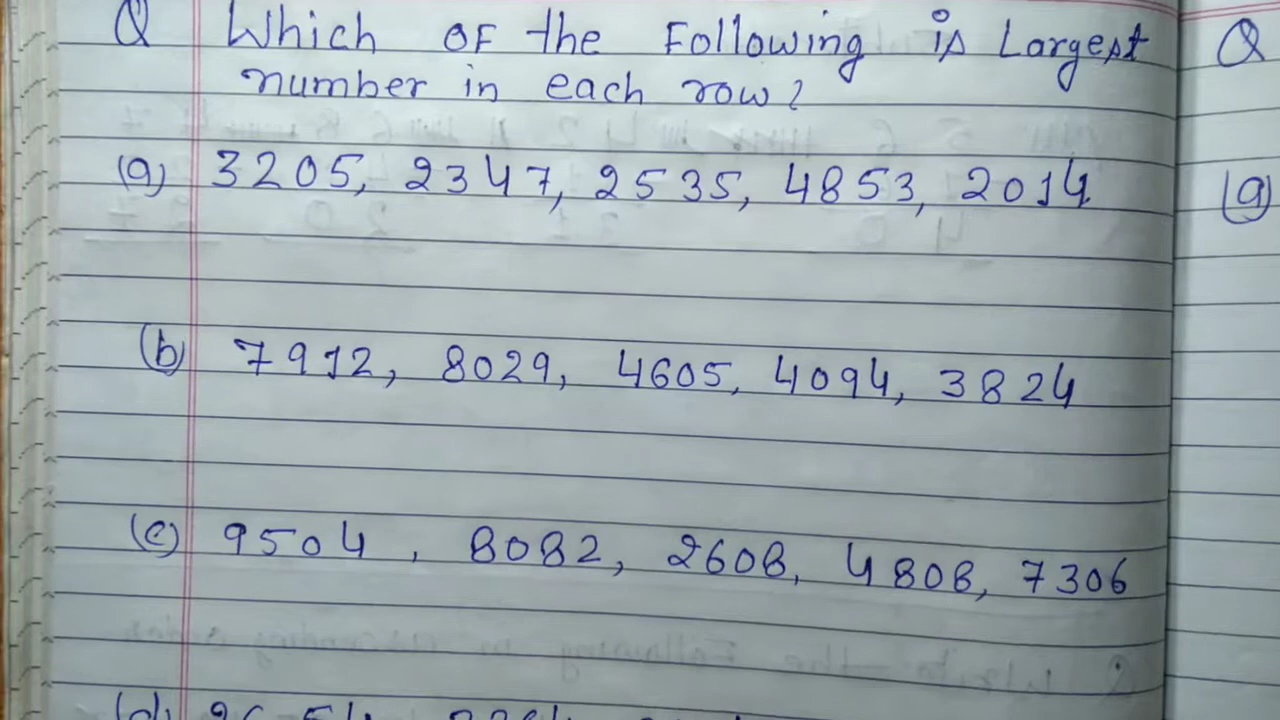 Q Which OF the Following is Largest
number in each row?
(a) 3205, 2347, 2535, 4853, 2014
(b) 7912, 8029, 4605, 4094, 3824
(c) 9504, 8082, 2608, 4808, 7306
(d)
Q
(a)